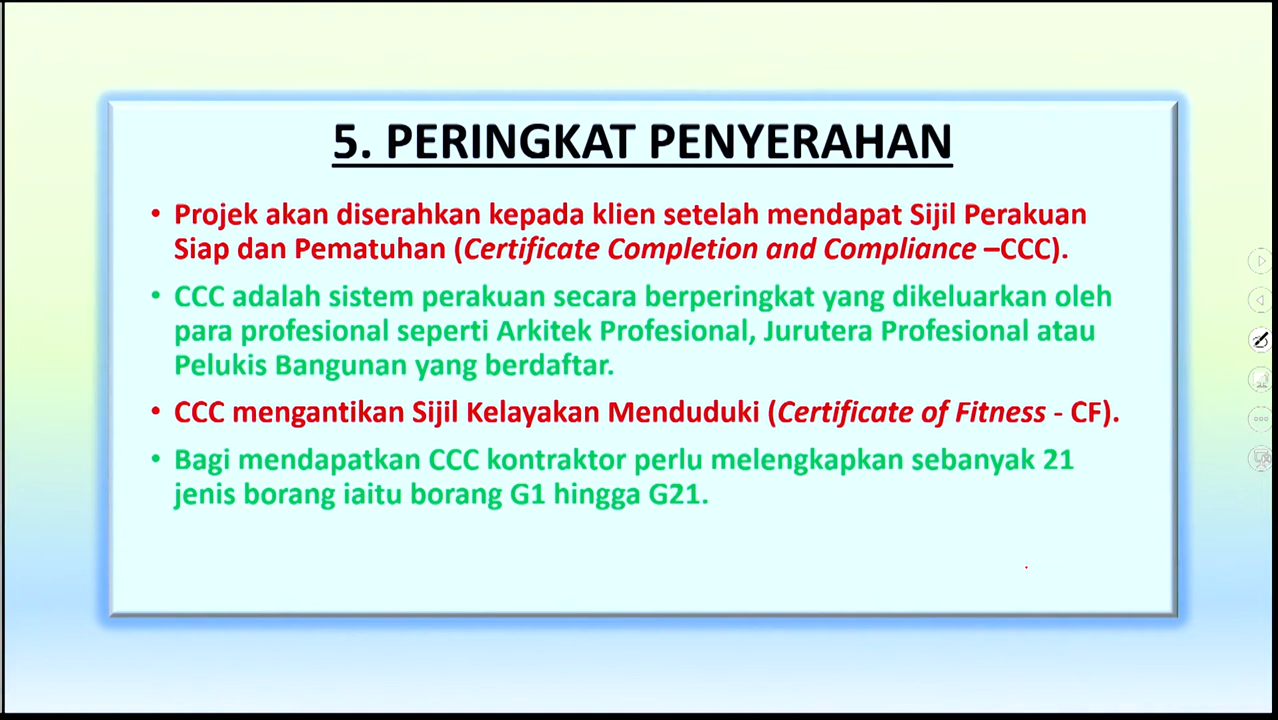 5. PERINGKAT PENYERAHAN
• Projek akan diserahkan kepada klien setelah mendapat Sijil Perakuan
Siap dan Pematuhan (Certificate Completion and Compliance –CCC).
• CCC adalah sistem perakuan secara berperingkat yang dikeluarkan oleh
para profesional seperti Arkitek Profesional, Jurutera Profesional atau
Pelukis Bangunan yang berdaftar.
• CCC mengantikan Sijil Kelayakan Menduduki (Certificate of Fitness - CF).
• Bagi mendapatkan CCC kontraktor perlu melengkapkan sebanyak 21
jenis borang iaitu borang G1 hingga G21.